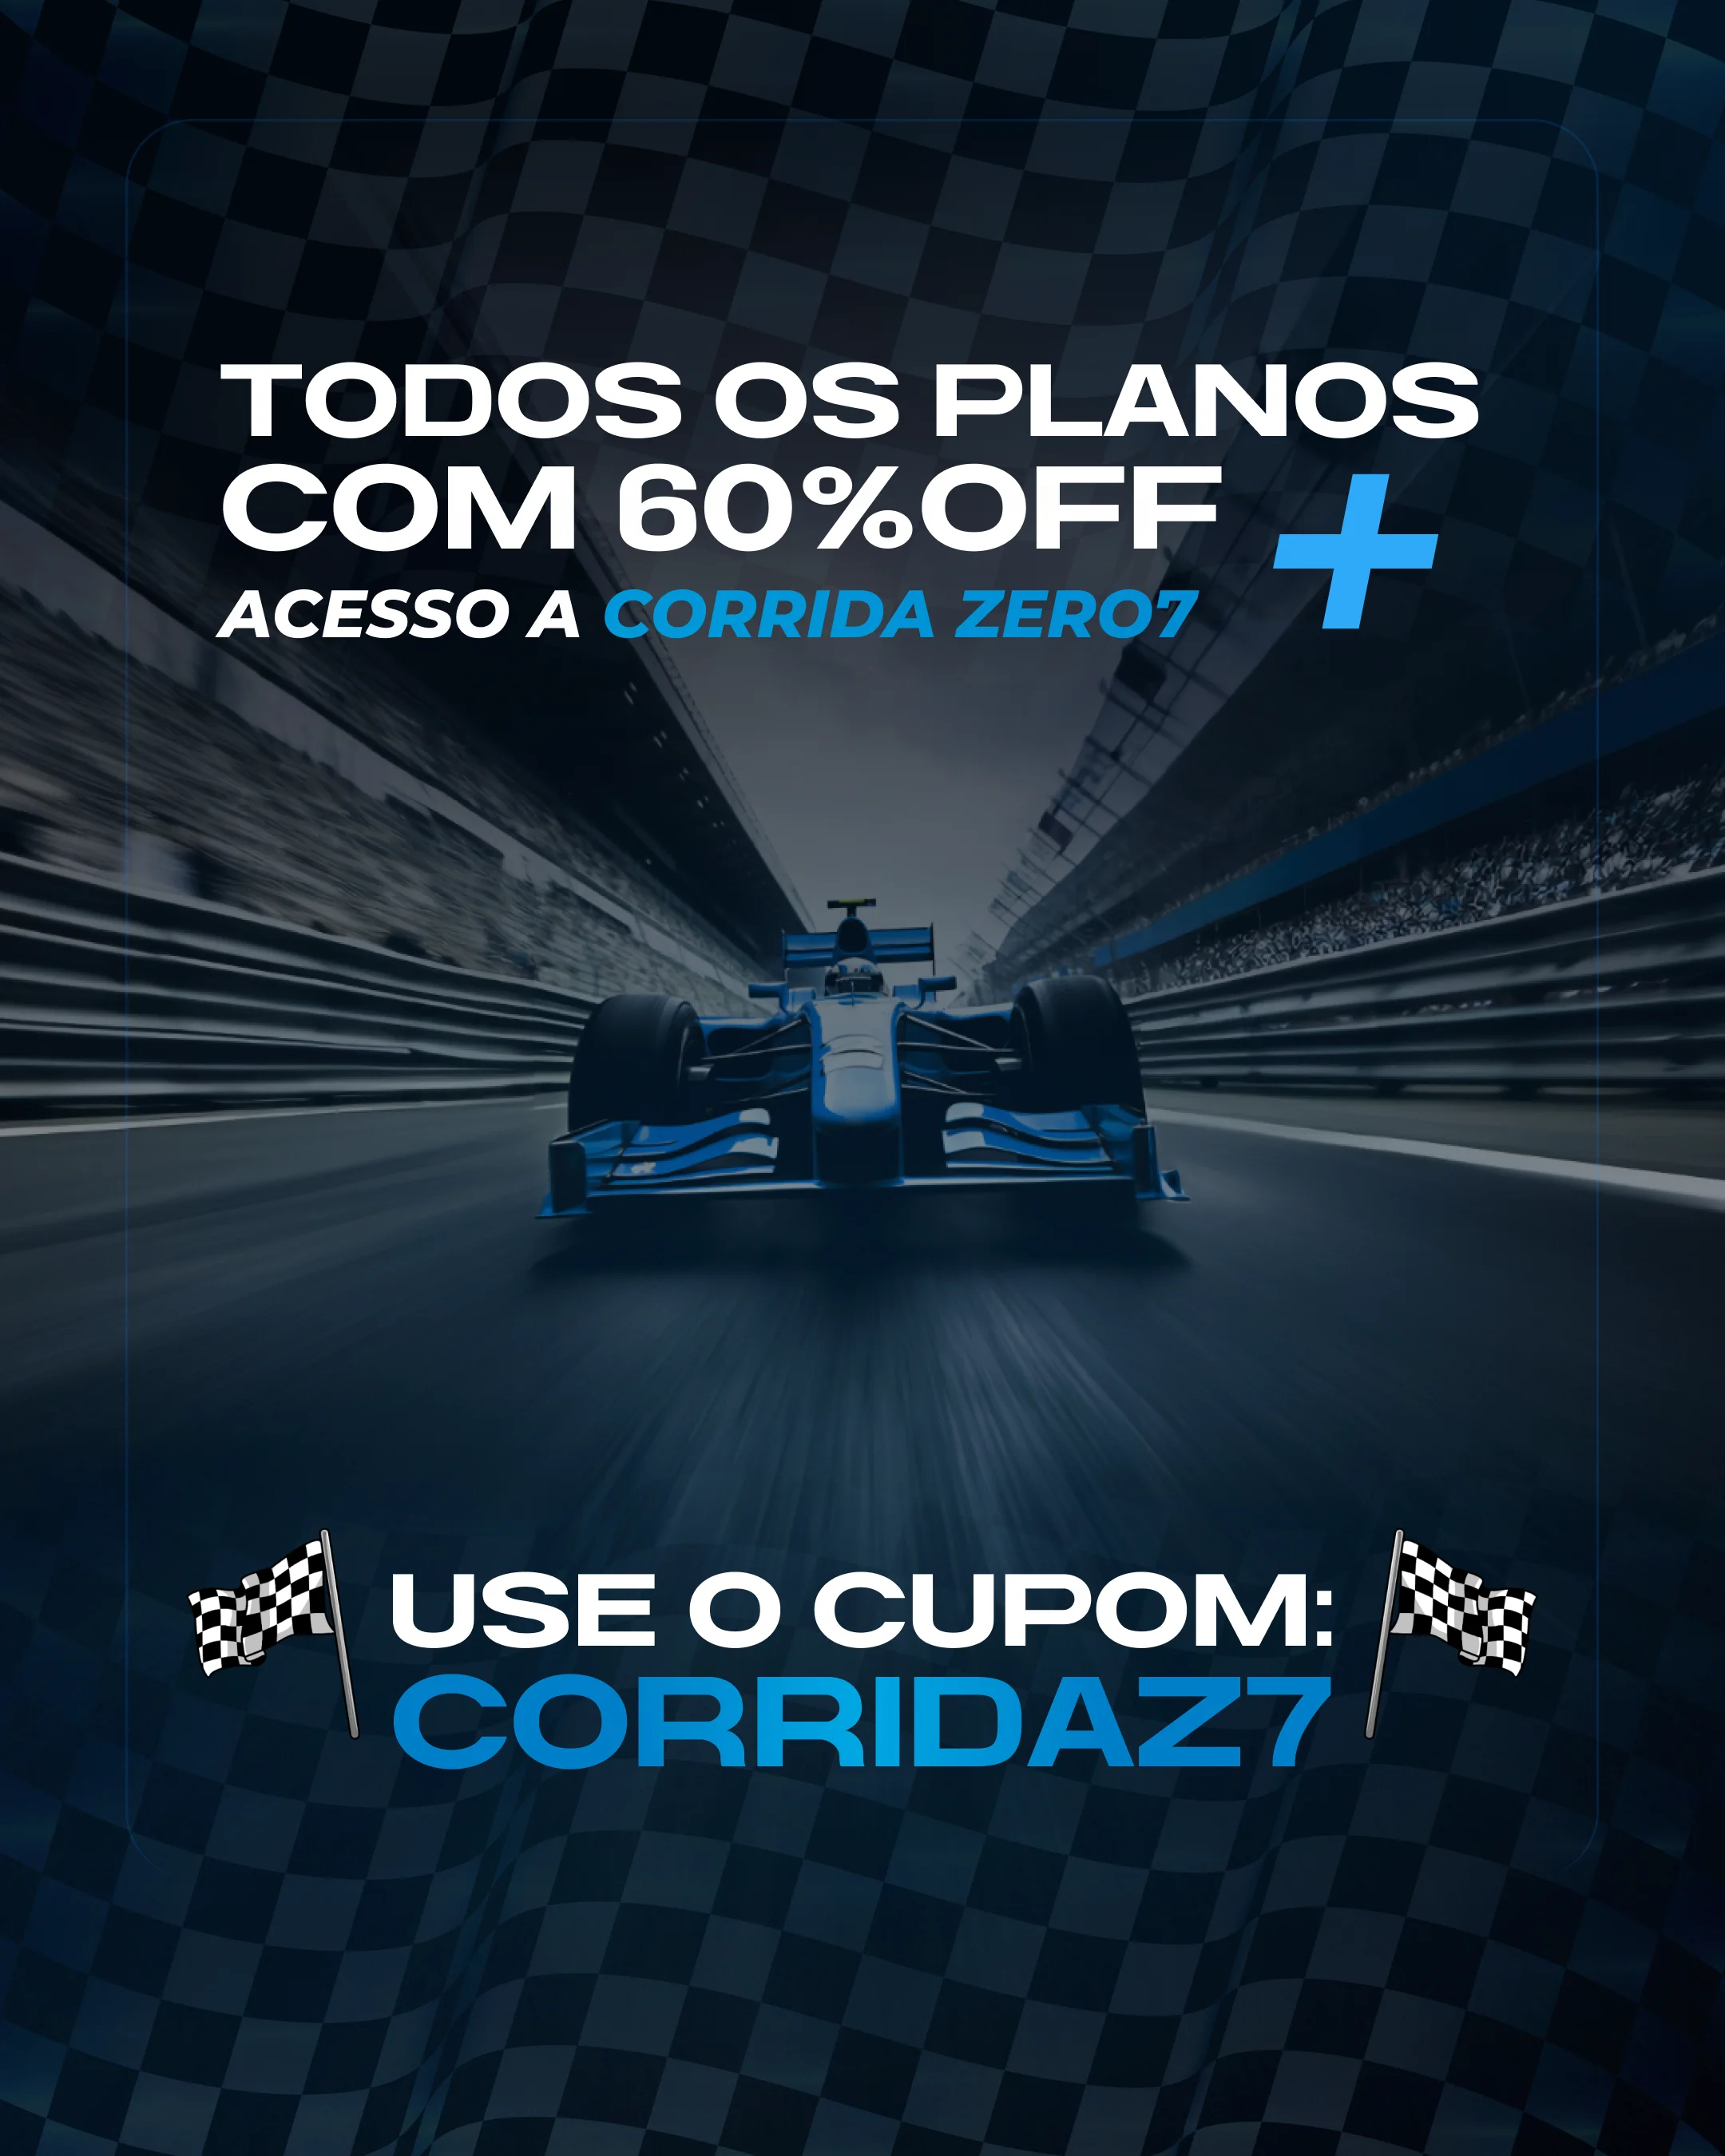 TODOS OS PLANOS
COM 60%OFF +
ACESSO A CORRIDA ZERO7
USE O CUPOM:
CORRIDAZ7